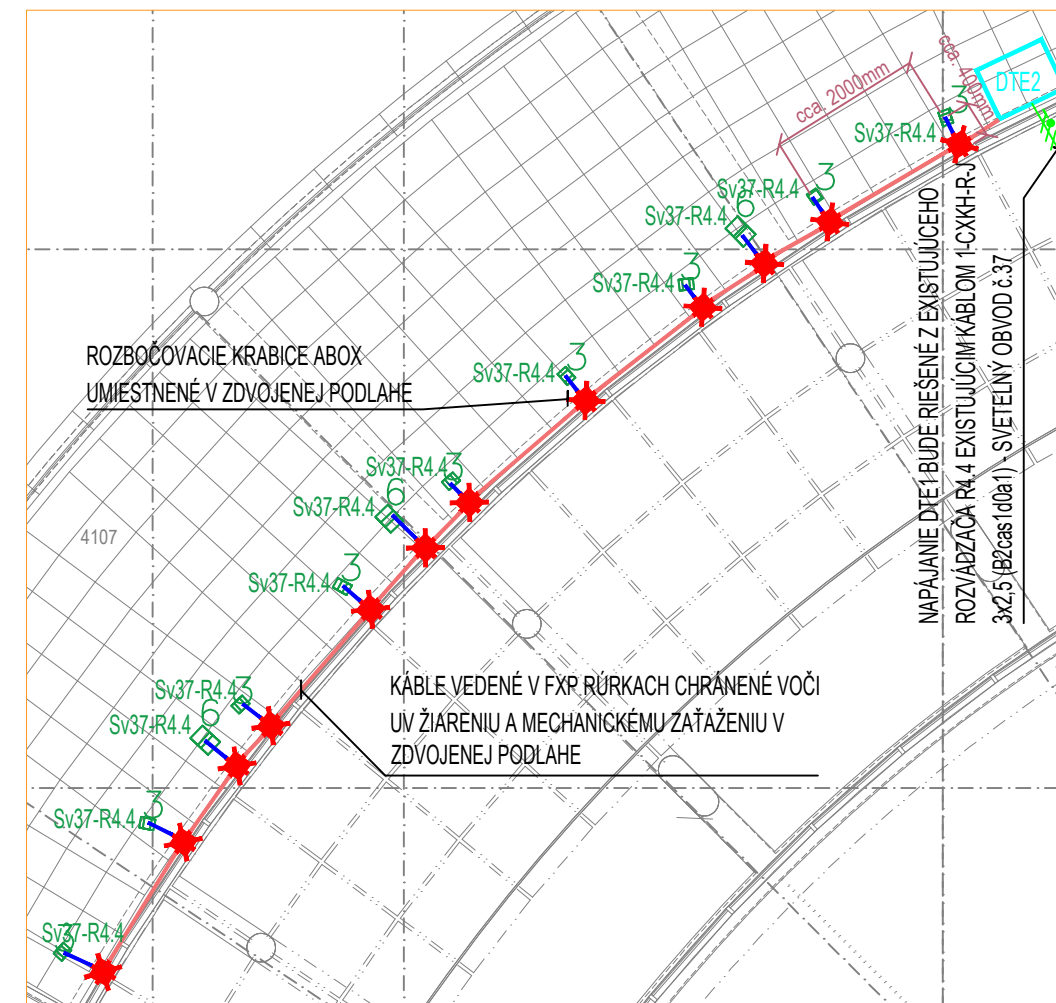 cca. 2000mm
cca. 400mm
DTE2
3
Sv37-R4.4
3
Sv37-R4.4
6
Sv37-R4.4
3
Sv37-R4.4
ROZBOČOVACIE KRABICE ABOX
UMIESTNENÉ V ZDVOJENEJ PODLAHE
3
Sv37-R4.4
3
Sv37-R4.4
6
Sv37-R4.4
4107
3
Sv37-R4.4
NAPÁJANIE DTE1 BUDE RIEŠENÉ Z EXISTUJÚCEHO
ROZVÁDZAČA R4.4 EXISTUJÚCIM KÁBLOM 1-CXKH-R-J
3x2,5 (B2cas1d0a1) - SVETELNÝ OBVOD č.37
KÁBLE VEDENÉ V FXP RÚRKACH CHRÁNENÉ VOČI
UV ŽIARENIU A MECHANICKÉMU ZAŤAŽENIU V
ZDVOJENEJ PODLAHE
3
Sv37-R4.4
6
Sv37-R4.4
3
Sv37-R4.4
3
Sv37-R4.4